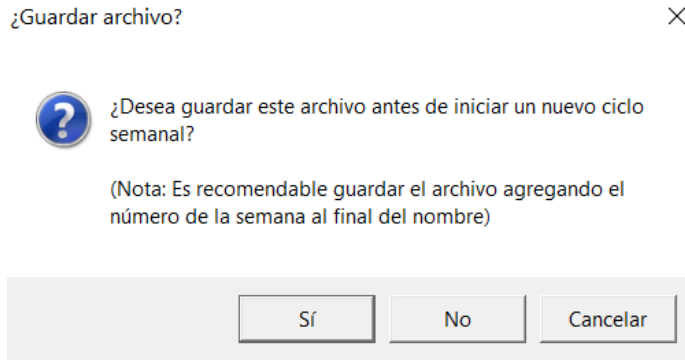 ¿Guardar archivo?
¿Desea guardar este archivo antes de iniciar un nuevo ciclo
semanal?
(Nota: Es recomendable guardar el archivo agregando el
número de la semana al final del nombre)
Sí
No
Cancelar